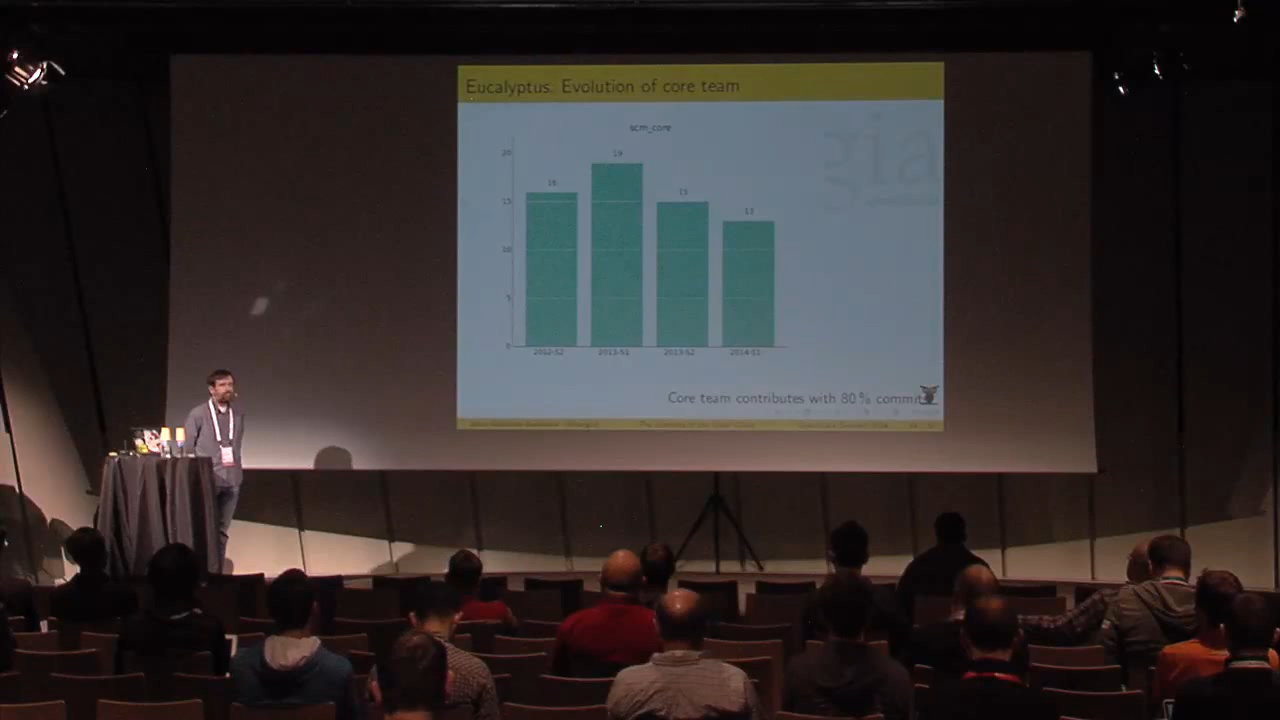 Eucalyptus: Evolution of core team
gia
scm_core
20
19
16
15
15
13
10
5
0
2012-S2 2013-S1 2013-S2 2014-S1-
Core team contributes with 80 %